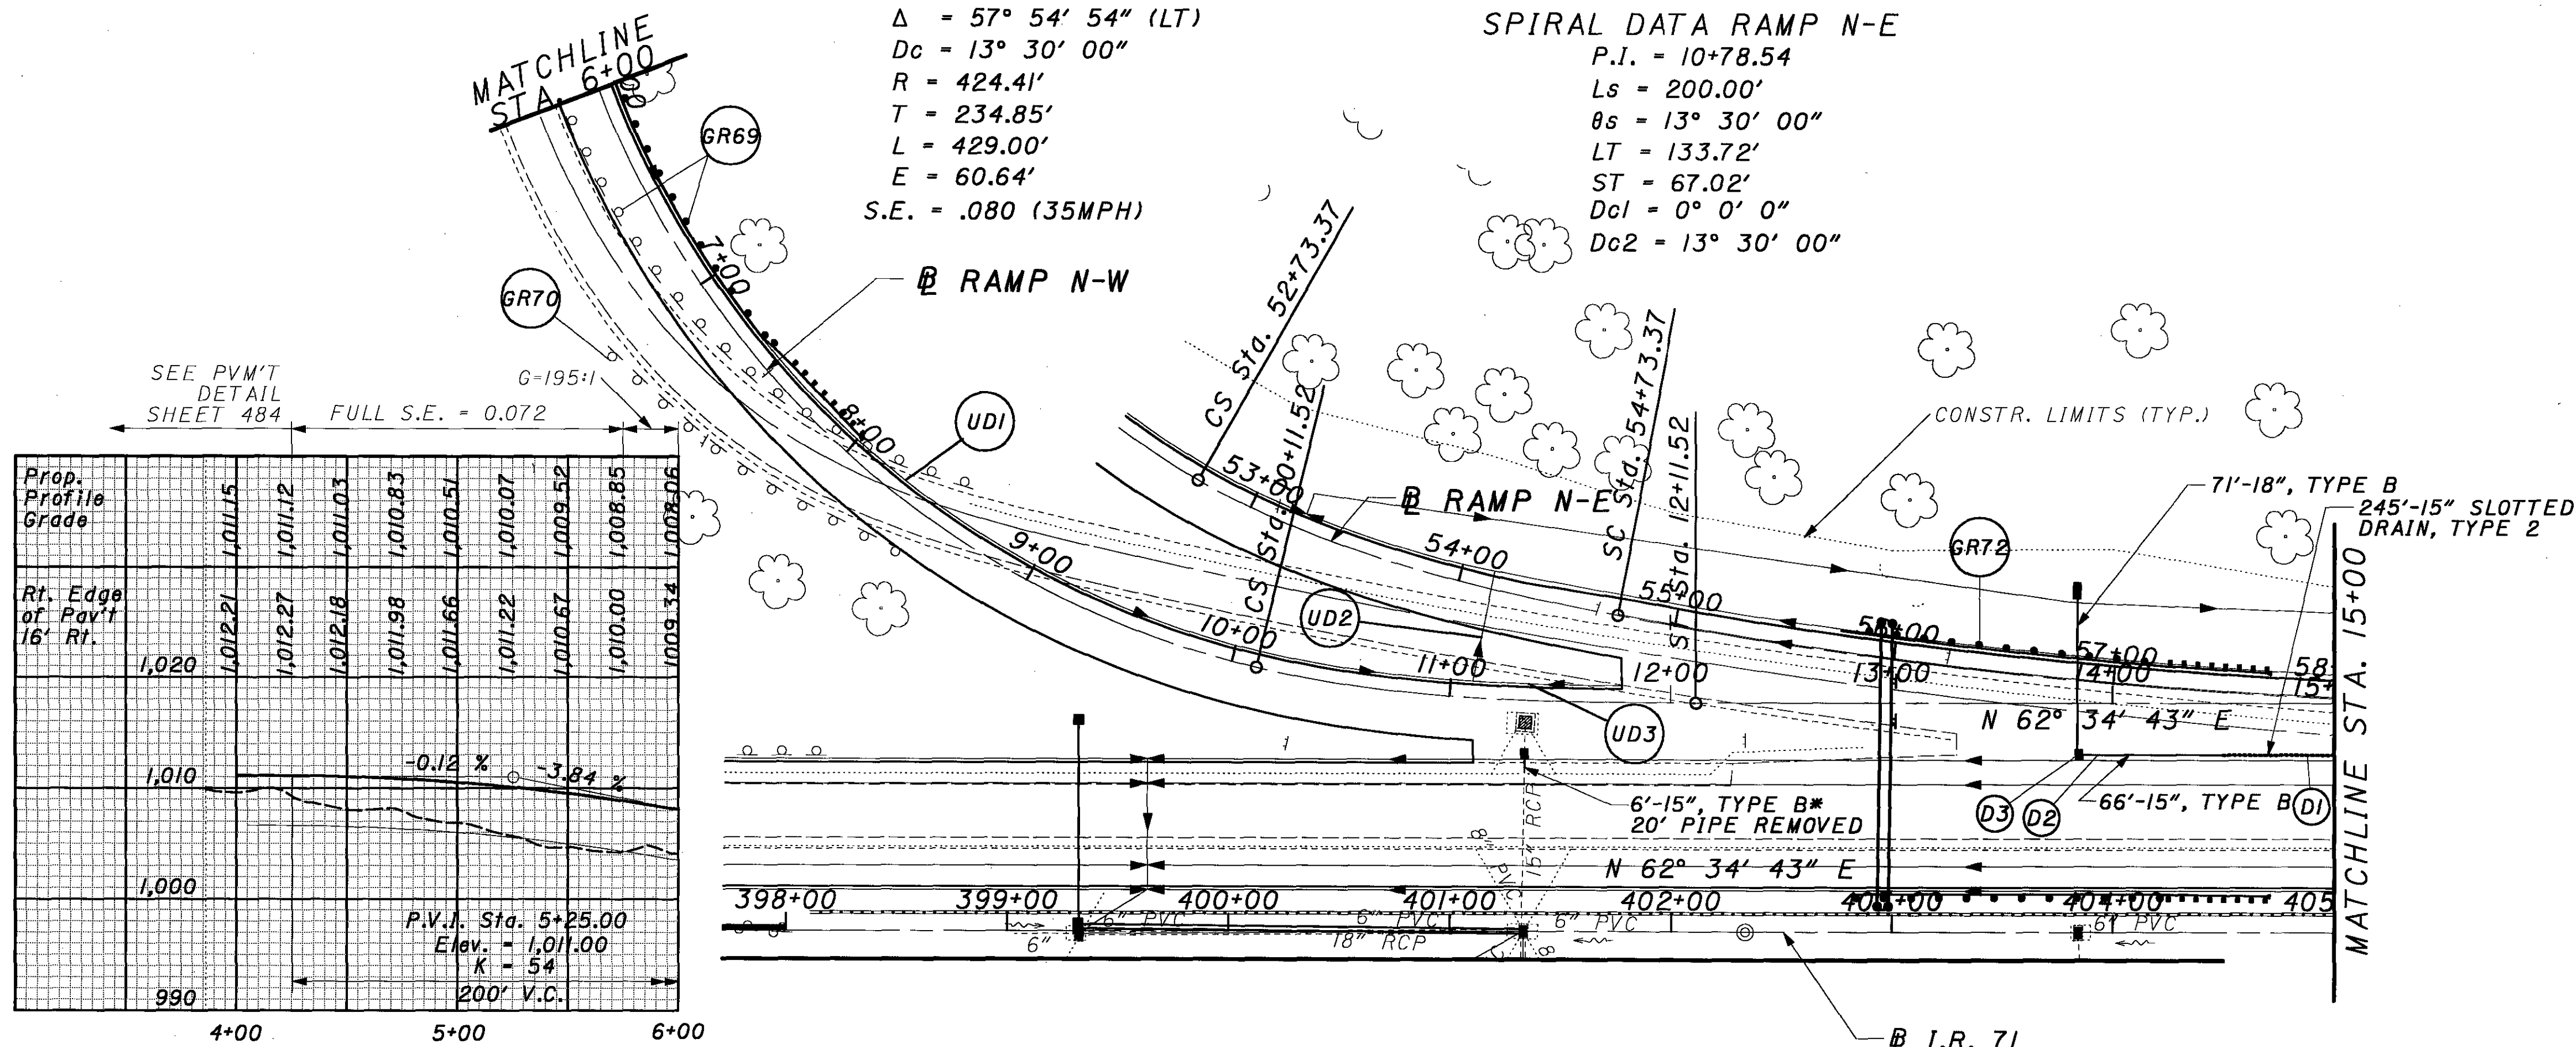 Δ = 57° 54' 54" (LT)
Dc = 13° 30' 00"
R = 424.41'
T = 234.85'
L = 429.00'
E = 60.64'
S.E. = .080 (35MPH)
SPIRAL DATA RAMP N-E
P.I. = 10+78.54
Ls = 200.00'
θs = 13° 30' 00"
LT = 133.72'
ST = 67.02'
Dc1 = 0° 0' 0"
Dc2 = 13° 30' 00"
MATCHLINE
STA. 6+00
GR69
GR70
7+00
℄ RAMP N-W
8+00
UD1
9+00
10+00
11+00
12+00
13+00
14+00
15+
CS Sta. 52+73.37
CS Sta. 10+11.52
SC Sta. 54+73.37
ST Sta. 12+11.52
53+00
54+00
55+00
56+00
57+00
58
℄ RAMP N-E
CONSTR. LIMITS (TYP.)
GR72
71'-18", TYPE B
245'-15" SLOTTED
DRAIN, TYPE 2
UD2
UD3
N 62° 34' 43" E
6'-15", TYPE B*
20' PIPE REMOVED
66'-15", TYPE B
D3
D2
D1
N 62° 34' 43" E
15" RCP
398+00
399+00
400+00
401+00
402+00
403+00
404+00
405
6" PVC
6" PVC
6" PVC
6" PVC
6"
18" RCP
℄ I.R. 71
MATCHLINE STA. 15+00
SEE PVM'T
DETAIL
SHEET 484
FULL S.E. = 0.072
G=195:1
Prop.
Profile
Grade
1,011.15
1,011.12
1,011.03
1,010.83
1,010.51
1,010.07
1,009.52
1,008.85
1,008.06
Rt. Edge
of Pav't
16' Rt.
1,012.21
1,012.27
1,012.18
1,011.98
1,011.66
1,011.22
1,010.67
1,010.00
1009.34
1,020
1,010
1,000
990
-0.12 %
-3.84 %
P.V.I. Sta. 5+25.00
Elev. = 1,011.00
K = 54
200' V.C.
4+00
5+00
6+00